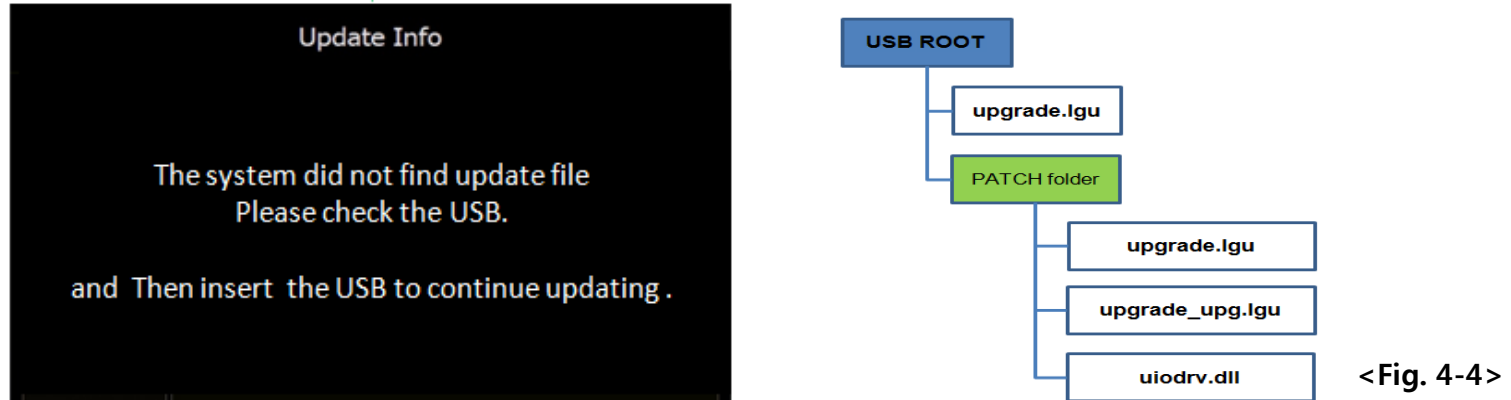 Update Info
The system did not find update file
Please check the USB.
and Then insert the USB to continue updating .
USB ROOT
upgrade.lgu
PATCH folder
upgrade.lgu
upgrade_upg.lgu
uiodrv.dll
<Fig. 4-4>